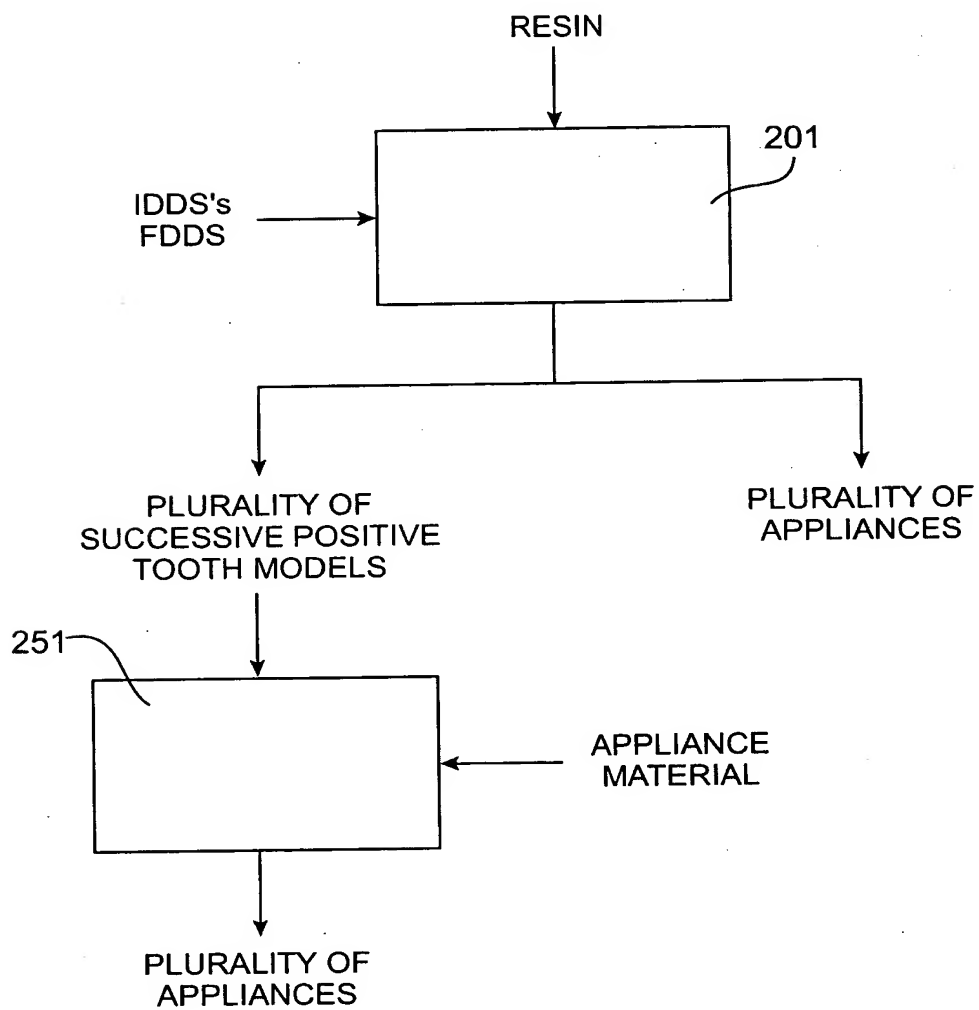 RESIN
201
IDDS's
FDDS
PLURALITY OF
SUCCESSIVE POSITIVE
TOOTH MODELS
PLURALITY OF
APPLIANCES
251
APPLIANCE
MATERIAL
PLURALITY OF
APPLIANCES